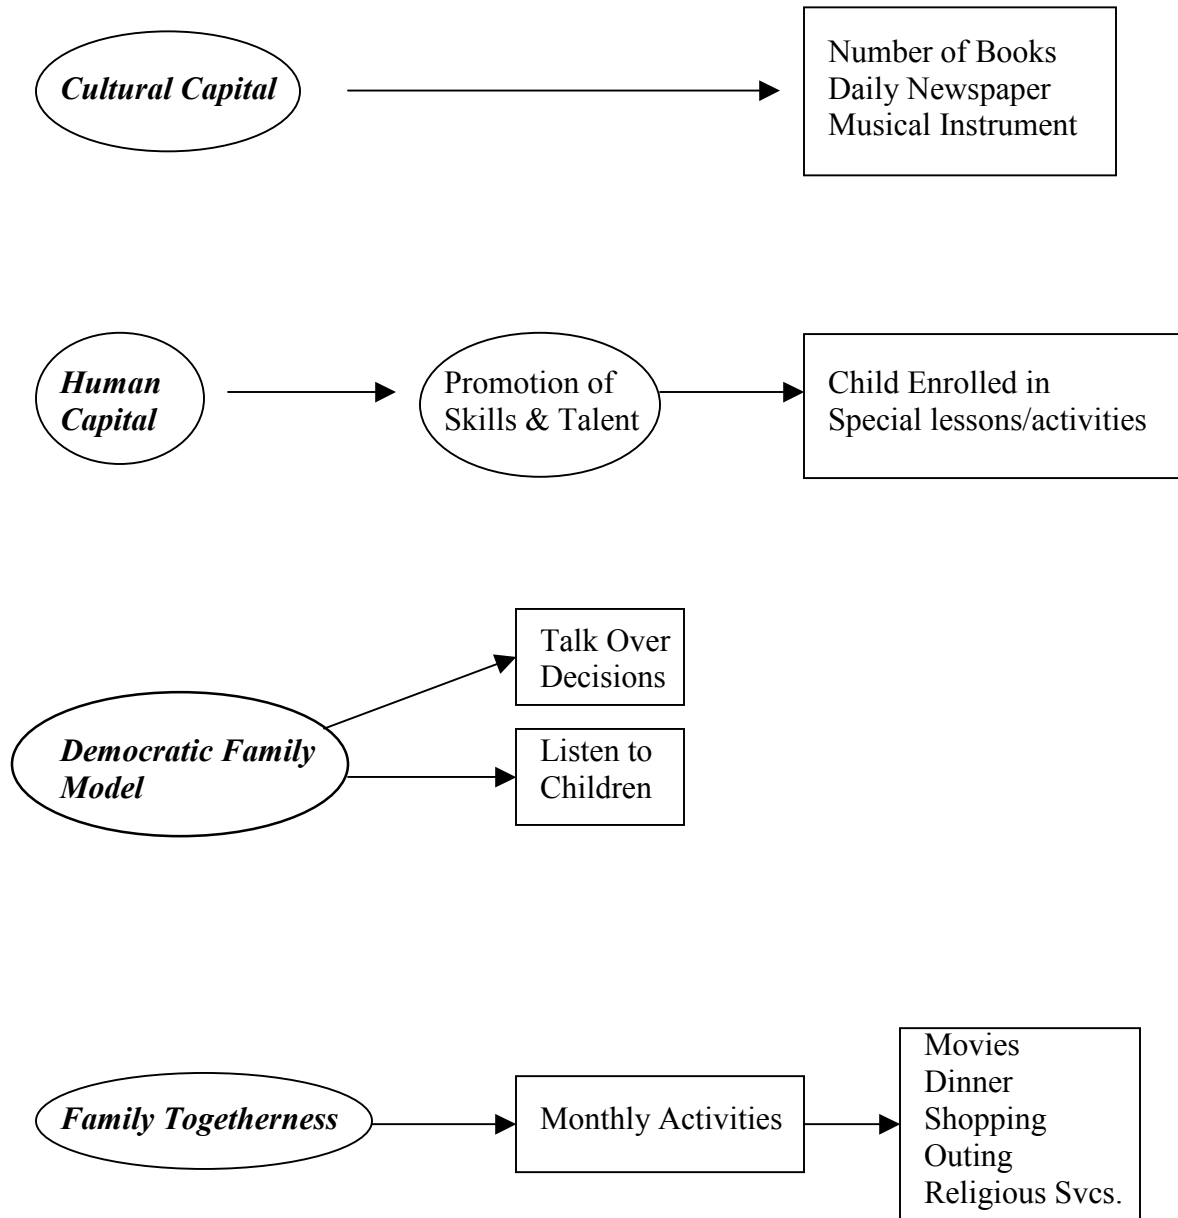 Cultural Capital
Number of Books
Daily Newspaper
Musical Instrument
Human
Capital
Promotion of
Skills & Talent
Child Enrolled in
Special lessons/activities
Talk Over
Decisions
Democratic Family
Model
Listen to
Children
Family Togetherness
Monthly Activities
Movies
Dinner
Shopping
Outing
Religious Svcs.